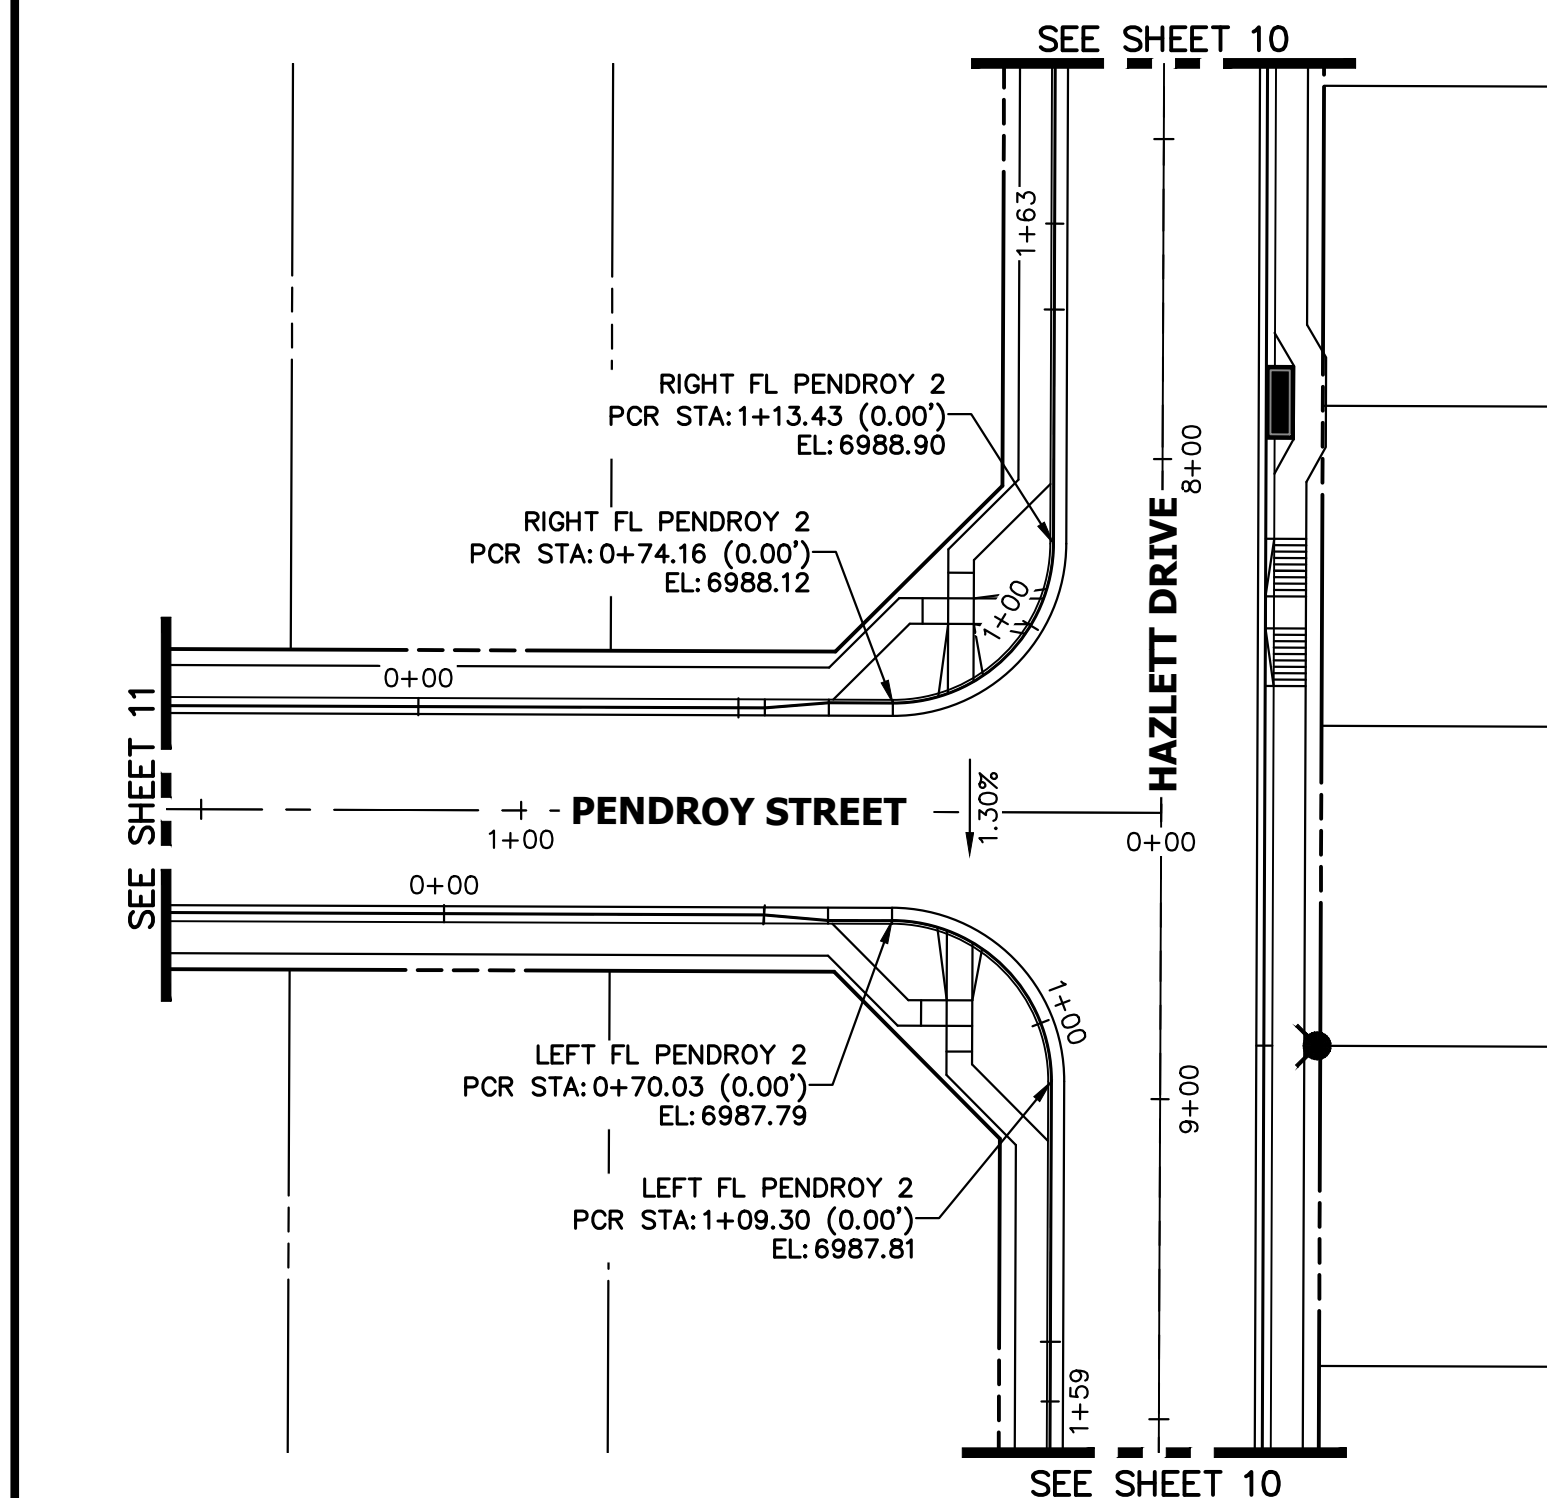 SEE SHEET 10
1+63
RIGHT FL PENDROY 2
PCR STA: 1+13.43 (0.00')
EL: 6988.90
8+00
RIGHT FL PENDROY 2
PCR STA: 0+74.16 (0.00')
EL: 6988.12
1+00
HAZLETT DRIVE
0+00
SEE SHEET 11
PENDROY STREET
1.30%
1+00
0+00
0+00
1+00
LEFT FL PENDROY 2
PCR STA: 0+70.03 (0.00')
EL: 6987.79
9+00
LEFT FL PENDROY 2
PCR STA: 1+09.30 (0.00')
EL: 6987.81
1+59
SEE SHEET 10